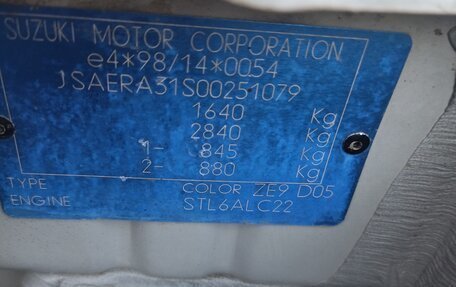 SUZUKI MOTOR CORPORATION
e4*98/14*0054
JSAERA31S00251079
1640 Kg
2840 Kg
1- 845 Kg
2- 880 Kg
TYPE COLOR ZE9 D05
ENGINE STL6ALC22